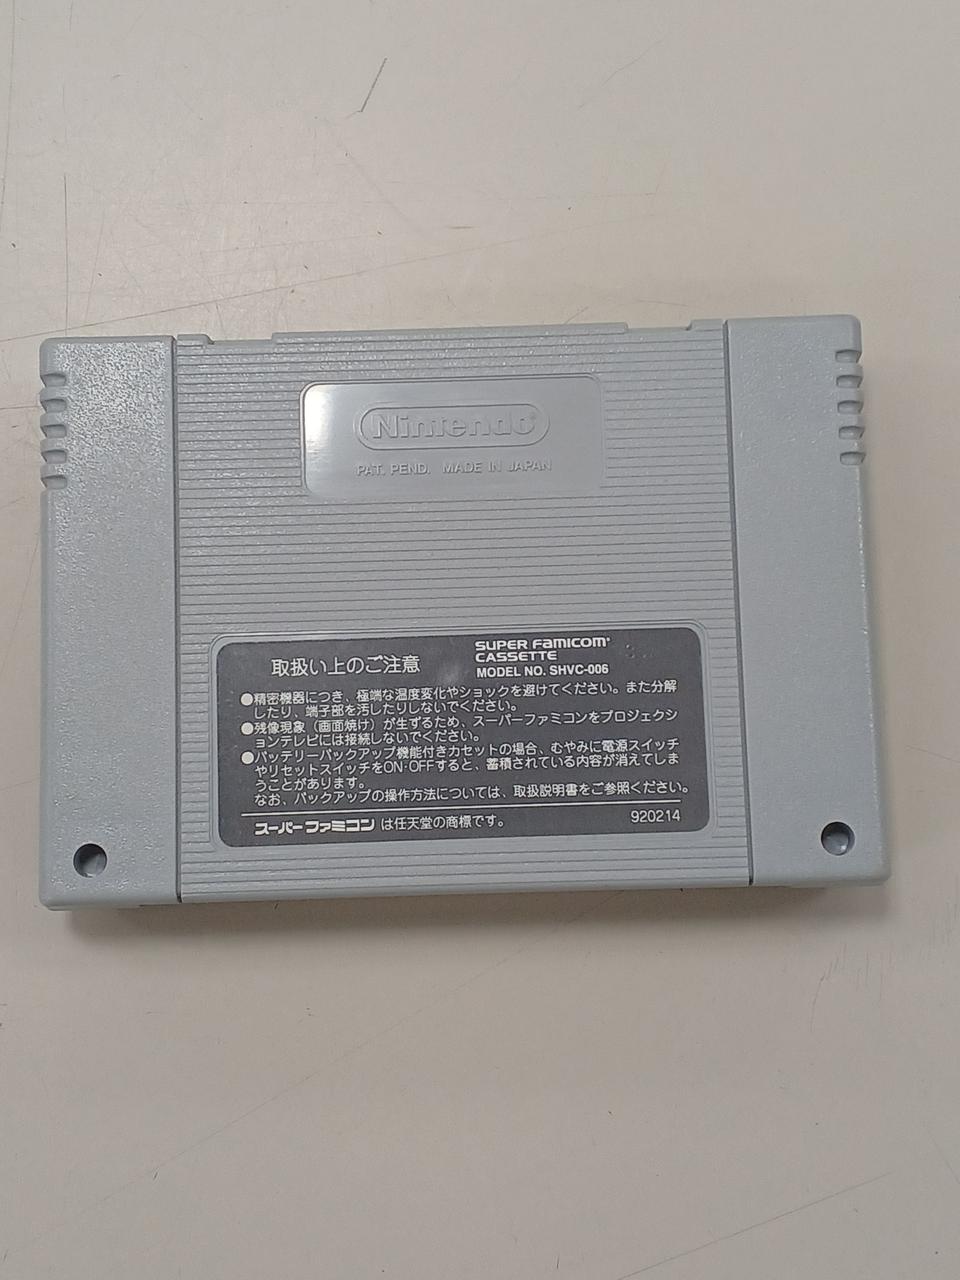 Nintendo®
PAT. PEND. MADE IN JAPAN
取扱い上のご注意
SUPER FAMICOM®
CASSETTE
MODEL NO. SHVC-006
●精密機器につき、極端な温度変化やショックを避けてください。また分解
したり、端子部を汚したりしないでください。
●残像現象（画面焼け）が生ずるため、スーパーファミコンをプロジェクシ
ョンテレビには接続しないでください。
●バッテリーバックアップ機能付きカセットの場合、むやみに電源スイッチ
やリセットスイッチをON・OFFすると、蓄積されている内容が消えてしま
うことがあります。
なお、バックアップの操作方法については、取扱説明書をご参照ください。
スーパーファミコン は任天堂の商標です。
920214